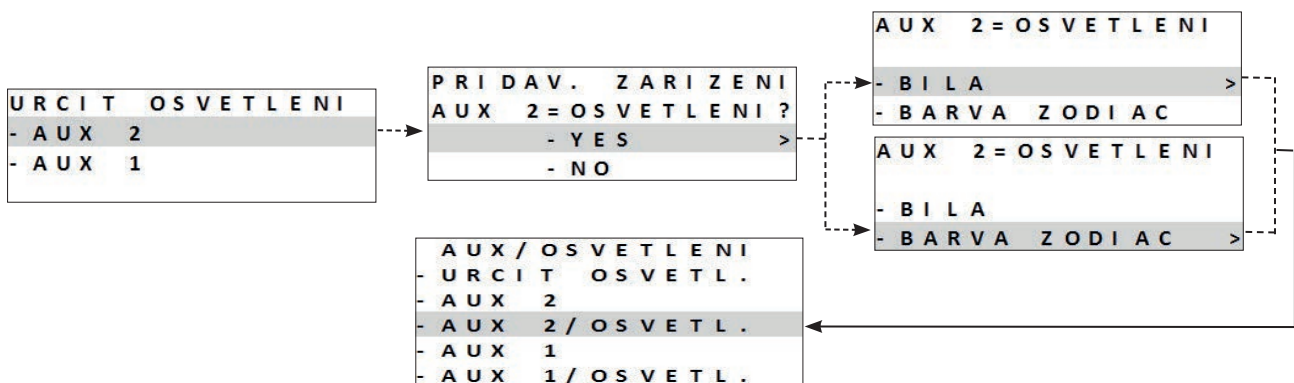 URCIT OSVETLENI
- AUX 2
- AUX 1
PRIDAV. ZARIZENI
AUX 2=OSVETLENI?
- YES >
- NO
AUX 2=OSVETLENI
- BILA >
- BARVA ZODIAC
AUX 2=OSVETLENI
- BILA
- BARVA ZODIAC >
AUX/OSVETLENI
- URCIT OSVETL.
- AUX 2
- AUX 2/OSVETL.
- AUX 1
- AUX 1/OSVETL.